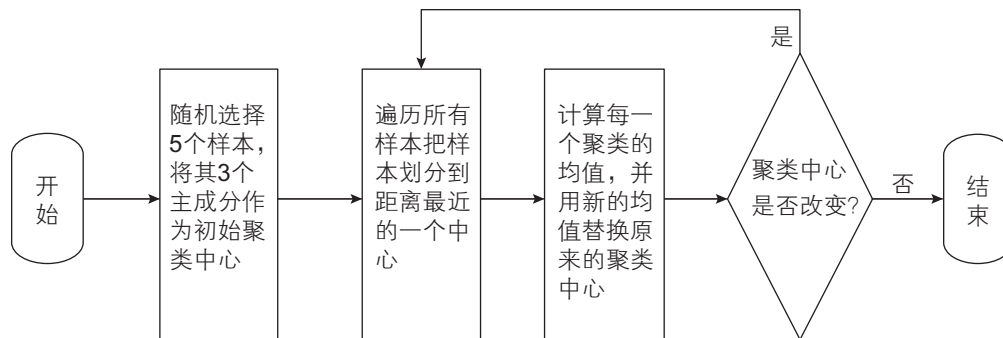 开
始
随机选择
5个样本，
将其3个
主成分作
为初始聚
类中心
遍历所有
样本把样
本划分到
距离最近
的一个中
心
计算每一
个聚类的
均值，并
用新的均
值替换原
来的聚类
中心
聚类中心
是否改变?
是
否
结
束